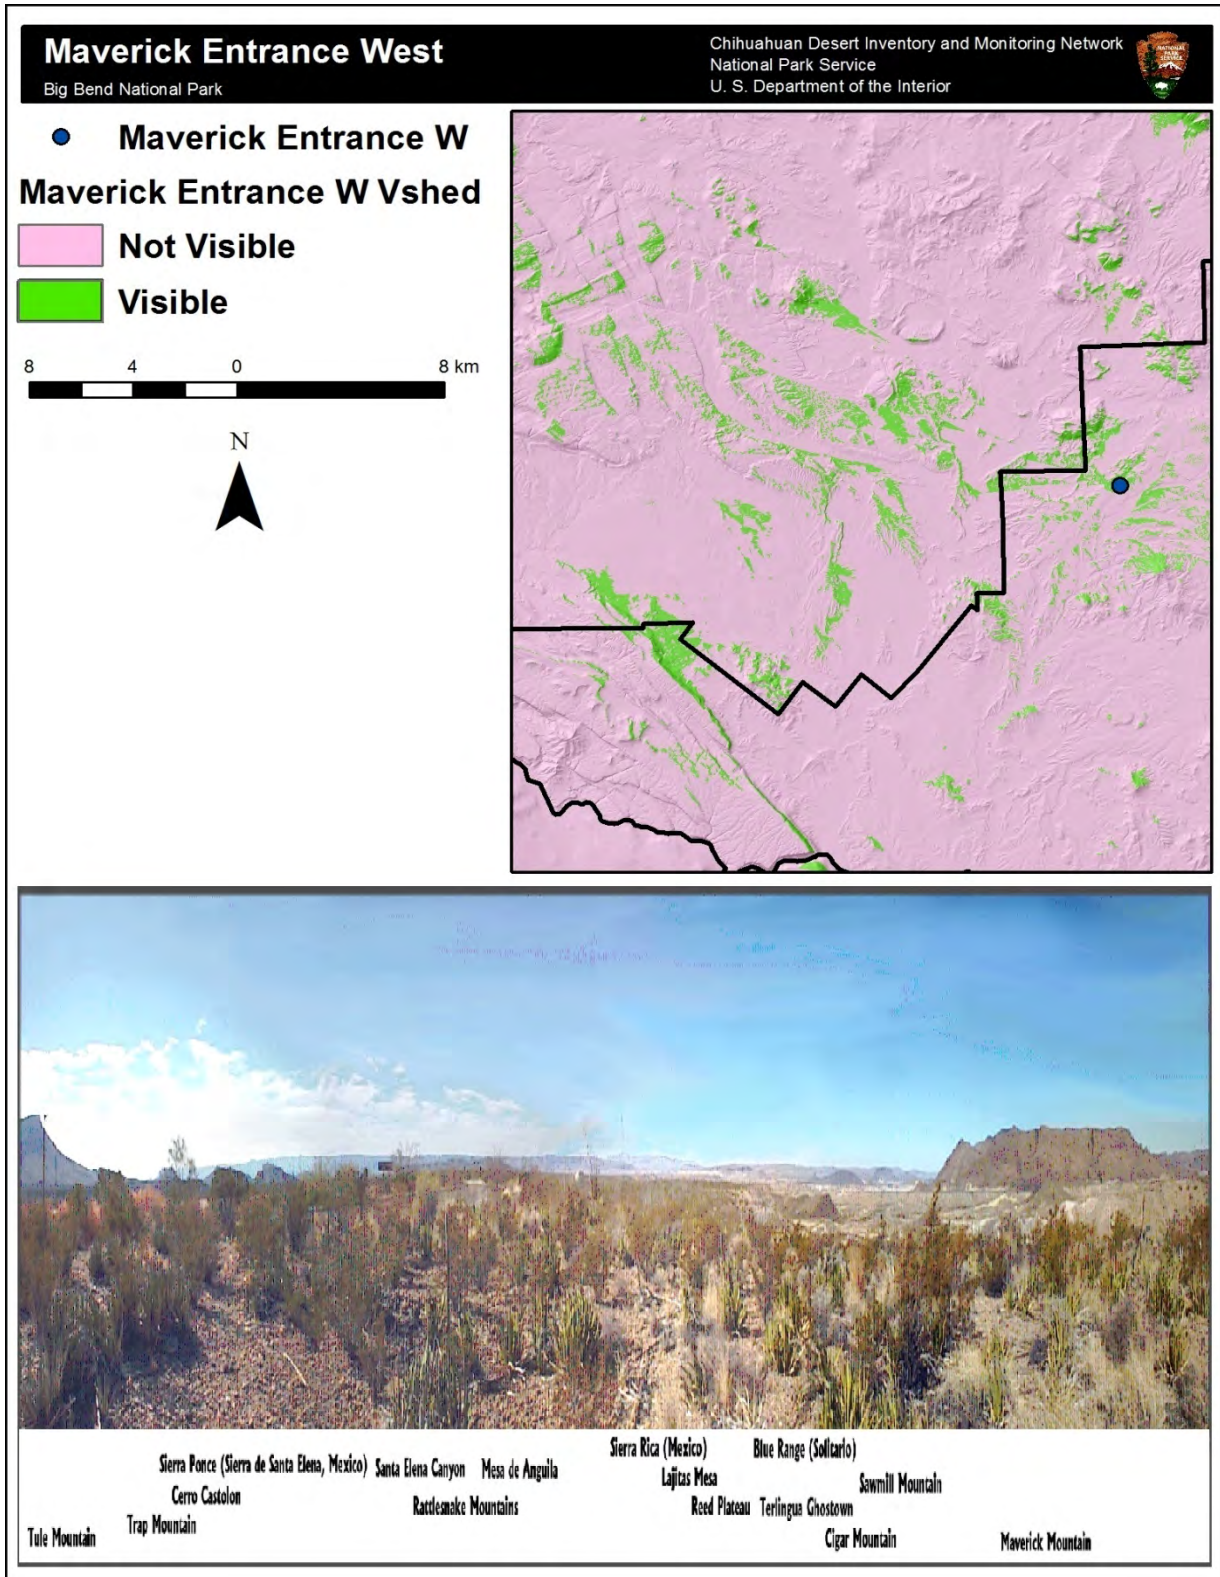 Maverick Entrance West
Big Bend National Park
Chihuahuan Desert Inventory and Monitoring Network
National Park Service
U. S. Department of the Interior
NATIONAL
PARK
SERVICE
Maverick Entrance W
Maverick Entrance W Vshed
Not Visible
Visible
8 4 0 8 km
N
Sierra Ponce (Sierra de Santa Elena, Mexico) Santa Elena Canyon Mesa de Anguila Sierra Rica (Mexico) Blue Range (Solitario)
Cerro Castolon Rattlesnake Mountains Lajitas Mesa Sawmill Mountain
Trap Mountain Reed Plateau Terlingua Ghostown
Tule Mountain Cigar Mountain Maverick Mountain